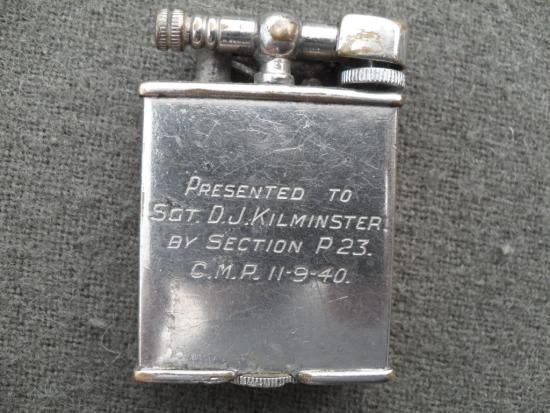 PRESENTED TO
SGT. D.J. KILMINSTER.
BY SECTION P 23.
C.M.P. 11-9-40.